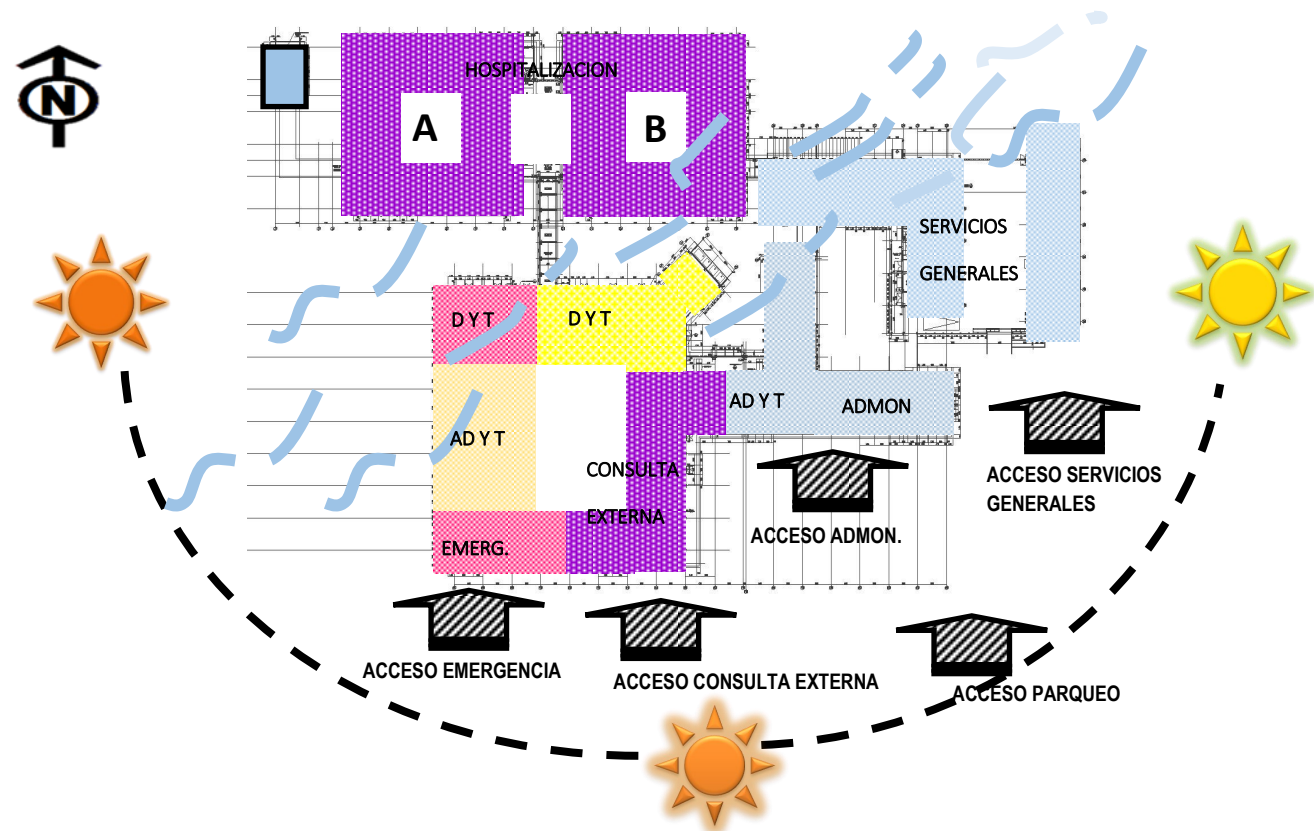 N
HOSPITALIZACION
A
B
SERVICIOS
GENERALES
D Y T
D Y T
AD Y T
ADMON
AD Y T
CONSULTA
EXTERNA
EMERG.
ACCESO SERVICIOS
GENERALES
ACCESO ADMON.
ACCESO EMERGENCIA
ACCESO CONSULTA EXTERNA
ACCESO PARQUEO